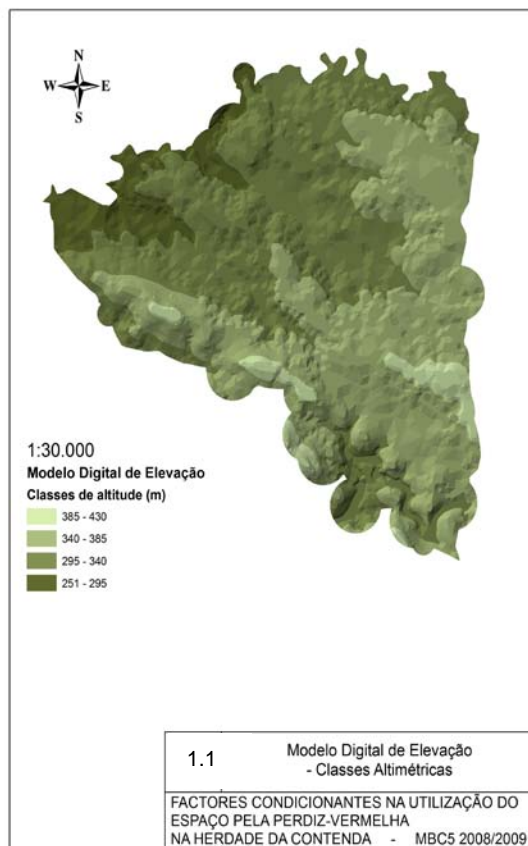 N
W E
S
1:30.000
Modelo Digital de Elevação
Classes de altitude (m)
385 - 430
340 - 385
295 - 340
251 - 295
1.1
Modelo Digital de Elevação
- Classes Altimétricas
FACTORES CONDICIONANTES NA UTILIZAÇÃO DO
ESPAÇO PELA PERDIZ-VERMELHA
NA HERDADE DA CONTENDA - MBC5 2008/2009